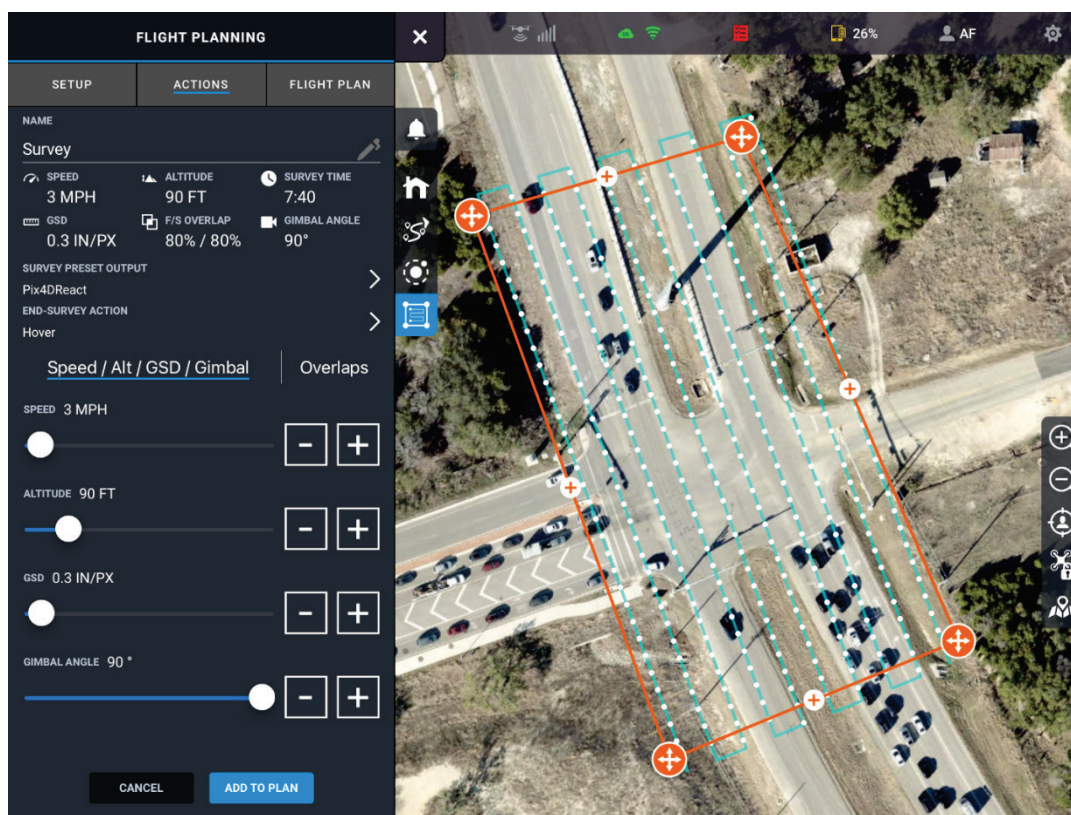 FLIGHT PLANNING
SETUP ACTIONS FLIGHT PLAN
NAME
Survey
SPEED ALTITUDE SURVEY TIME
3 MPH 90 FT 7:40
GSD F/S OVERLAP GIMBAL ANGLE
0.3 IN/PX 80% / 80% 90°
SURVEY PRESET OUTPUT
Pix4DReact
END-SURVEY ACTION
Hover
Speed / Alt / GSD / Gimbal Overlaps
SPEED 3 MPH
ALTITUDE 90 FT
GSD 0.3 IN/PX
GIMBAL ANGLE 90 °
CANCEL ADD TO PLAN
26% AF